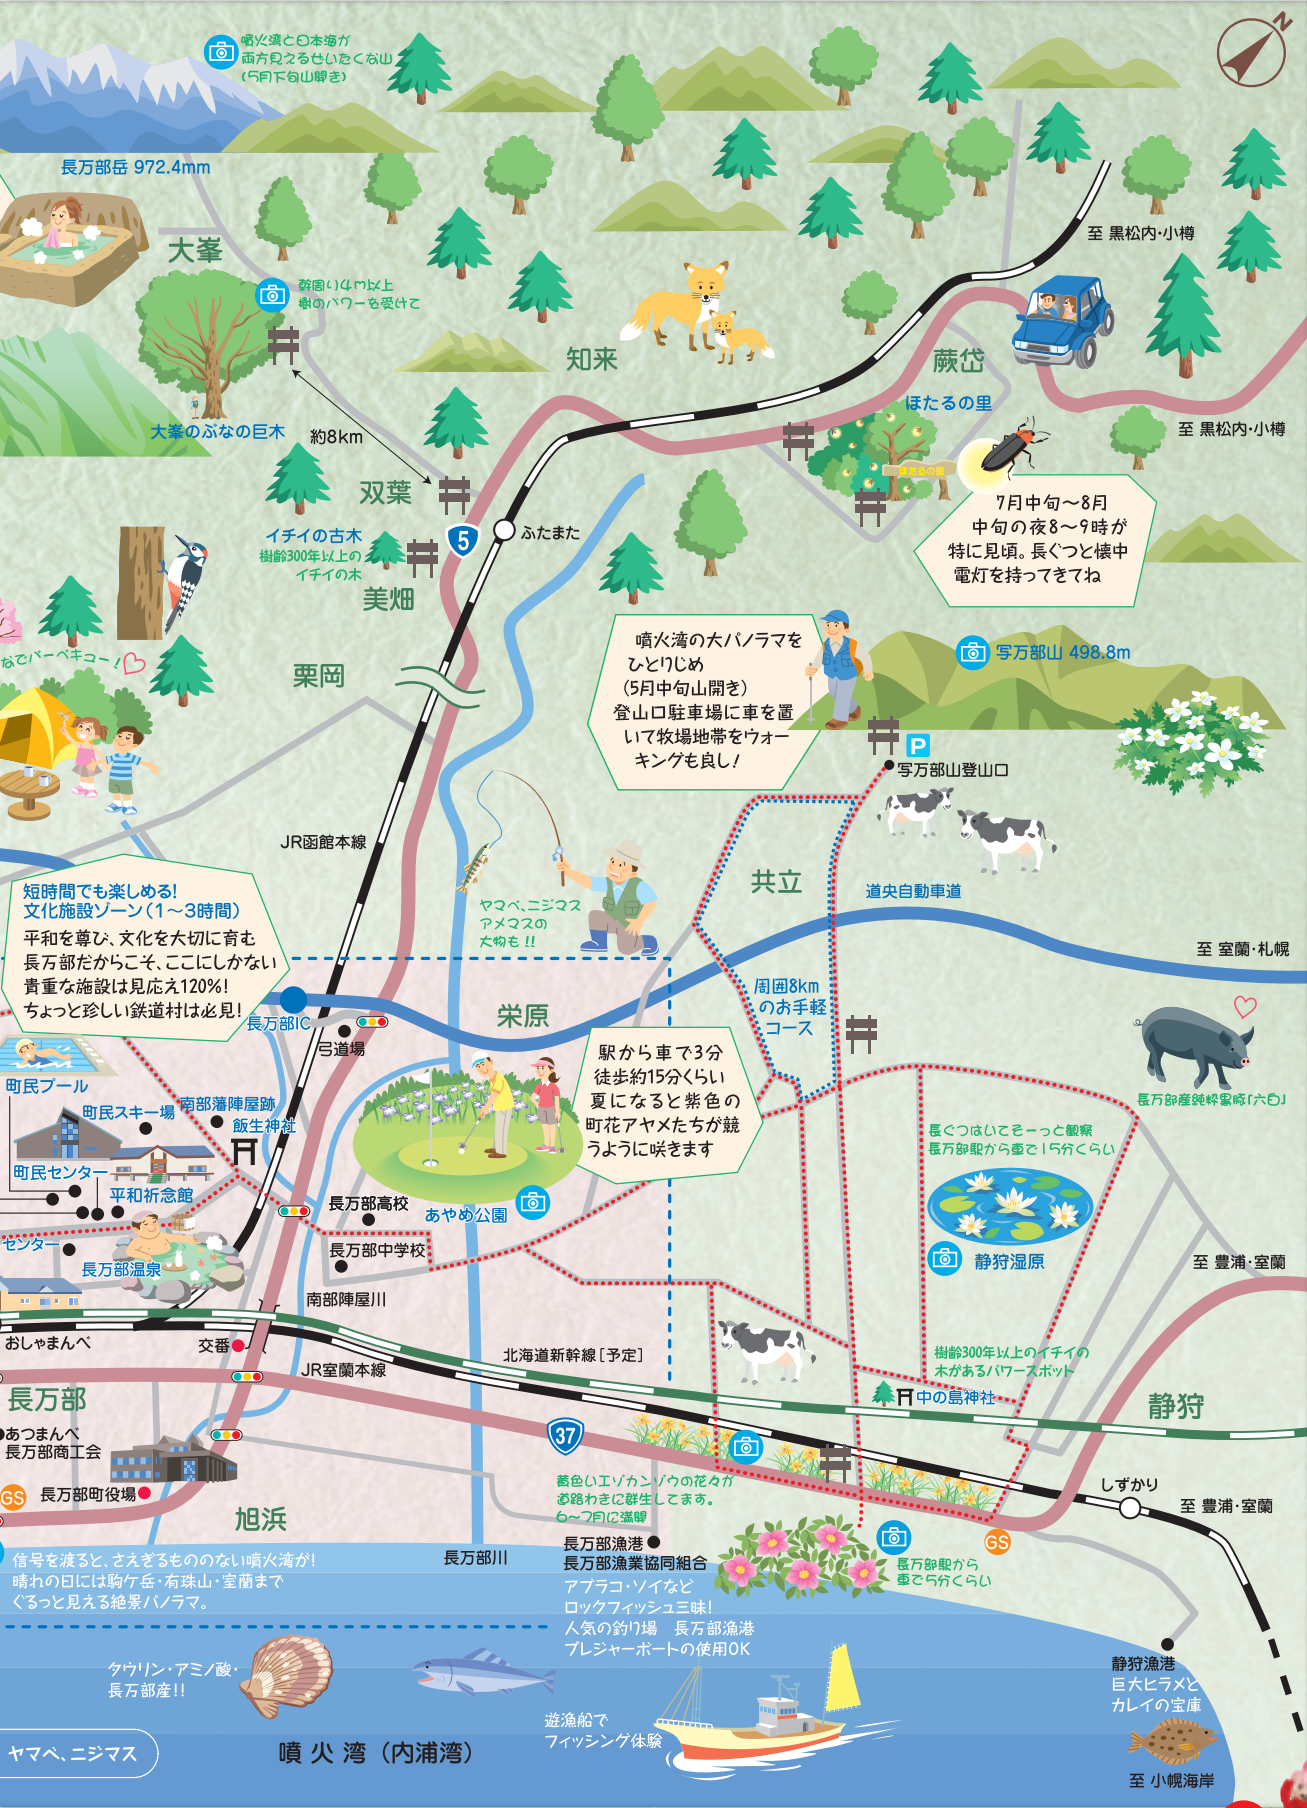 N
噴火湾と日本海が
両方見えるぜいたくな山
(5月下旬山開き)
長万部岳 972.4mm
大峯
幹周り4m以上
樹のパワーを受けて
大峯のぶなの巨木
約8km
知来
至 黒松内・小樽
蕨岱
ほたるの里
ほたるの里
至 黒松内・小樽
7月中旬〜8月
中旬の夜8〜9時が
特に見頃。長ぐつと懐中
電灯を持ってきてね
双葉
5
ふたまた
イチイの古木
樹齢300年以上の
イチイの木
美畑
なでバーベキュー!
栗岡
噴火湾の大パノラマを
ひとりじめ
(5月中旬山開き)
登山口駐車場に車を置
いて牧場地帯をウォー
キングも良し!
写万部山 498.8m
P
写万部山登山口
JR函館本線
共立
道央自動車道
至 室蘭・札幌
ヤマベ、ニジマス
アメマスの
大物も!!
短時間でも楽しめる!
文化施設ゾーン(1〜3時間)
平和を尊び、文化を大切に育む
長万部だからこそ、ここにしかない
貴重な施設は見応え120%!
ちょっと珍しい鉄道村は必見!
長万部IC
弓道場
栄原
周囲8km
のお手軽
コース
駅から車で3分
徒歩約15分くらい
夏になると紫色の
町花アヤメたちが競
うように咲きます
長万部産純粋黒豚「六白」
町民プール
町民スキー場
南部藩陣屋跡
飯生神社
町民センター
平和祈念館
センター
長万部温泉
長万部高校
あやめ公園
長万部中学校
長ぐつはいてそーっと観察
長万部駅から車で15分くらい
静狩湿原
至 豊浦・室蘭
南部陣屋川
おしゃまんべ
交番
JR室蘭本線
北海道新幹線[予定]
樹齢300年以上のイチイの
木があるパワースポット
中の島神社
静狩
長万部
あつまんべ
長万部商工会
37
GS
長万部町役場
旭浜
黄色いエゾカンゾウの花々が
道路わきに群生してます。
6〜7月に満開
しずかり
至 豊浦・室蘭
GS
長万部駅から
車で5分くらい
信号を渡ると、さえぎるもののない噴火湾が!
晴れの日には駒ケ岳・有珠山・室蘭まで
ぐるっと見える絶景パノラマ。
長万部川
長万部漁港
長万部漁業協同組合
アブラコ・ソイなど
ロックフィッシュ三昧!
人気の釣り場 長万部漁港
プレジャーボートの使用OK
タウリン・アミノ酸・
長万部産!!
遊漁船で
フィッシング体験
静狩漁港
巨大ヒラメと
カレイの宝庫
至 小幌海岸
ヤマベ、ニジマス
噴火湾(内浦湾)